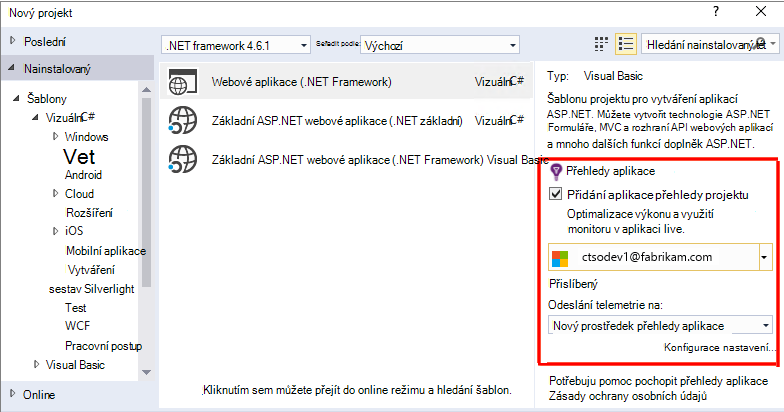 Nový projekt
?
Poslední
.NET framework 4.6.1
Seřadit podle:
Výchozí
Hledání nainstalovaný
Nainstalovaný
Šablony
Vizuální C#
Windows
Vet
Android
Cloud
Rozšíření
iOS
Mobilní aplikace
Vytváření
sestav Silverlight
Test
WCF
Pracovní postup
Visual Basic
Online
Webové aplikace (.NET Framework)
Vizuální C#
Základní ASP.NET webové aplikace (.NET základní)
Vizuální C#
Základní ASP.NET webové aplikace (.NET Framework) Visual Basic
Kliknutím sem můžete přejít do online režimu a hledání šablon.
Typ: Visual Basic
Šablonu projektu pro vytváření aplikací
ASP.NET. Můžete vytvořit technologie ASP.NET
Formuláře, MVC a rozhraní API webových aplikací
a mnoho dalších funkcí doplněk ASP.NET.
Přehledy aplikace
Přidání aplikace přehledy projektu
Optimalizace výkonu a využití
monitoru v aplikaci live.
ctsodev1@fabrikam.com
Přislíbený
Odeslání telemetrie na:
Nový prostředek přehledy aplikace
Konfigurace nastavení...
Potřebuju pomoc pochopit přehledy aplikace
Zásady ochrany osobních údajů